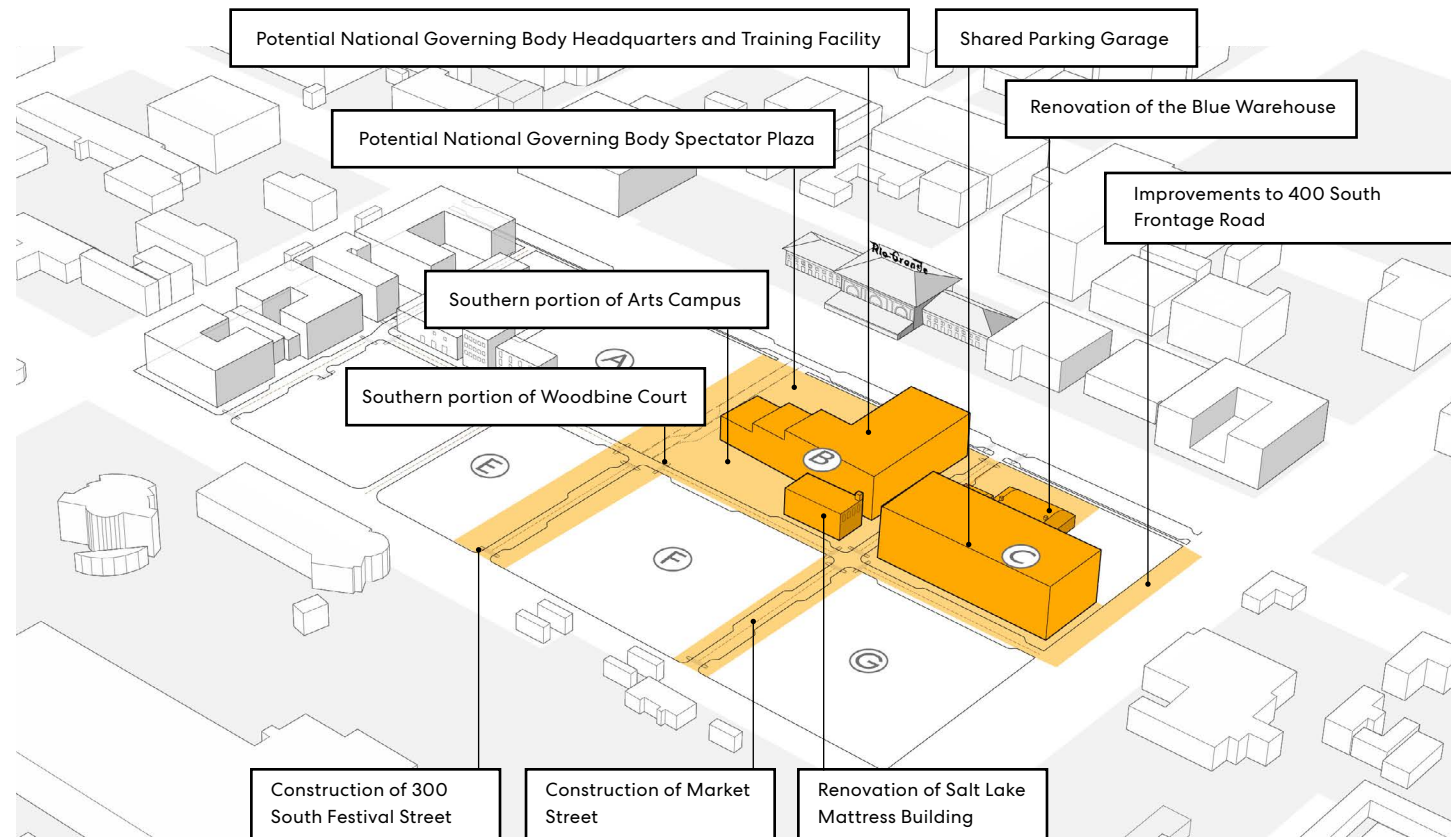 Potential National Governing Body Headquarters and Training Facility
Shared Parking Garage
Renovation of the Blue Warehouse
Potential National Governing Body Spectator Plaza
Improvements to 400 South
Frontage Road
Rio Grande
Southern portion of Arts Campus
A
Southern portion of Woodbine Court
E
B
F
C
G
Construction of 300
South Festival Street
Construction of Market
Street
Renovation of Salt Lake
Mattress Building